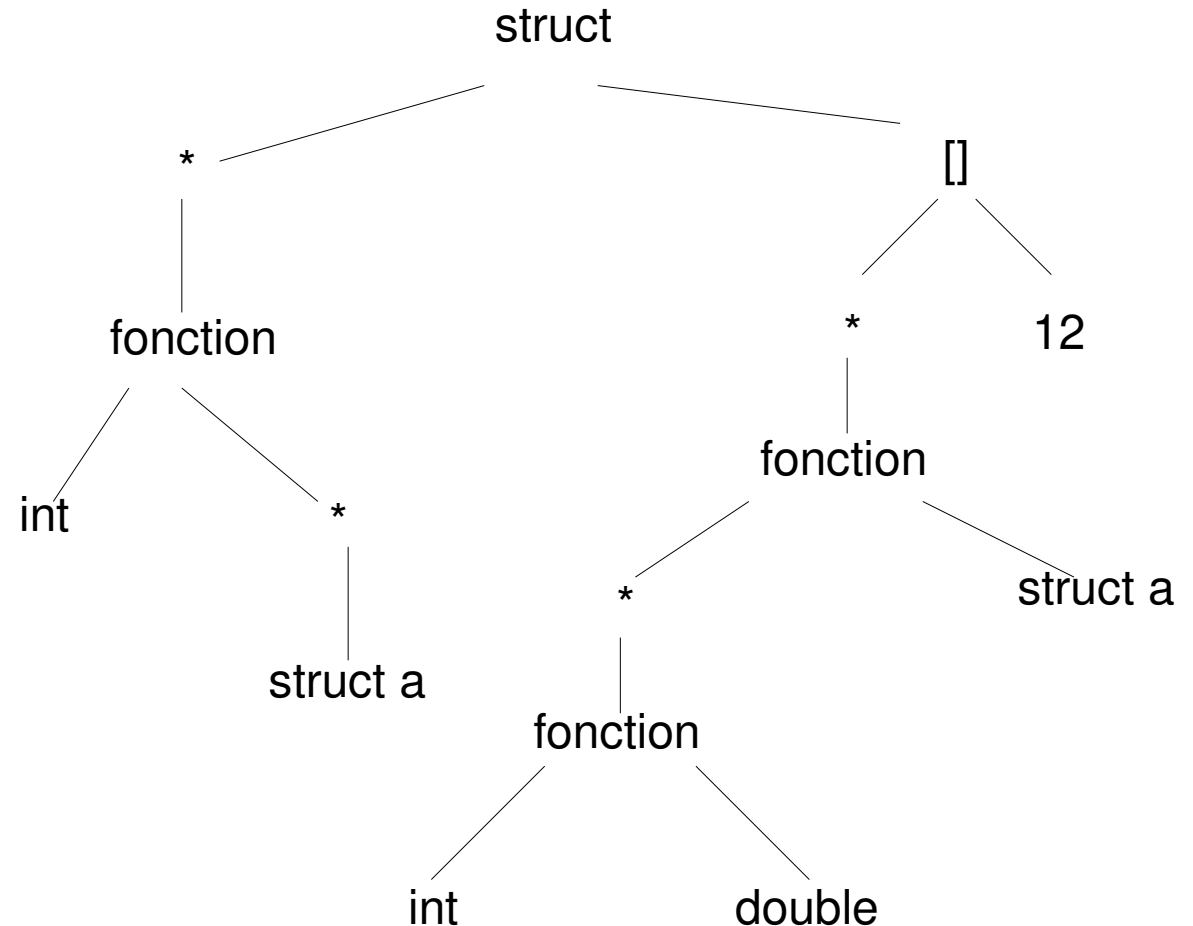 struct
*
[]
fonction
*
12
fonction
int
*
*
struct a
struct a
fonction
int
double